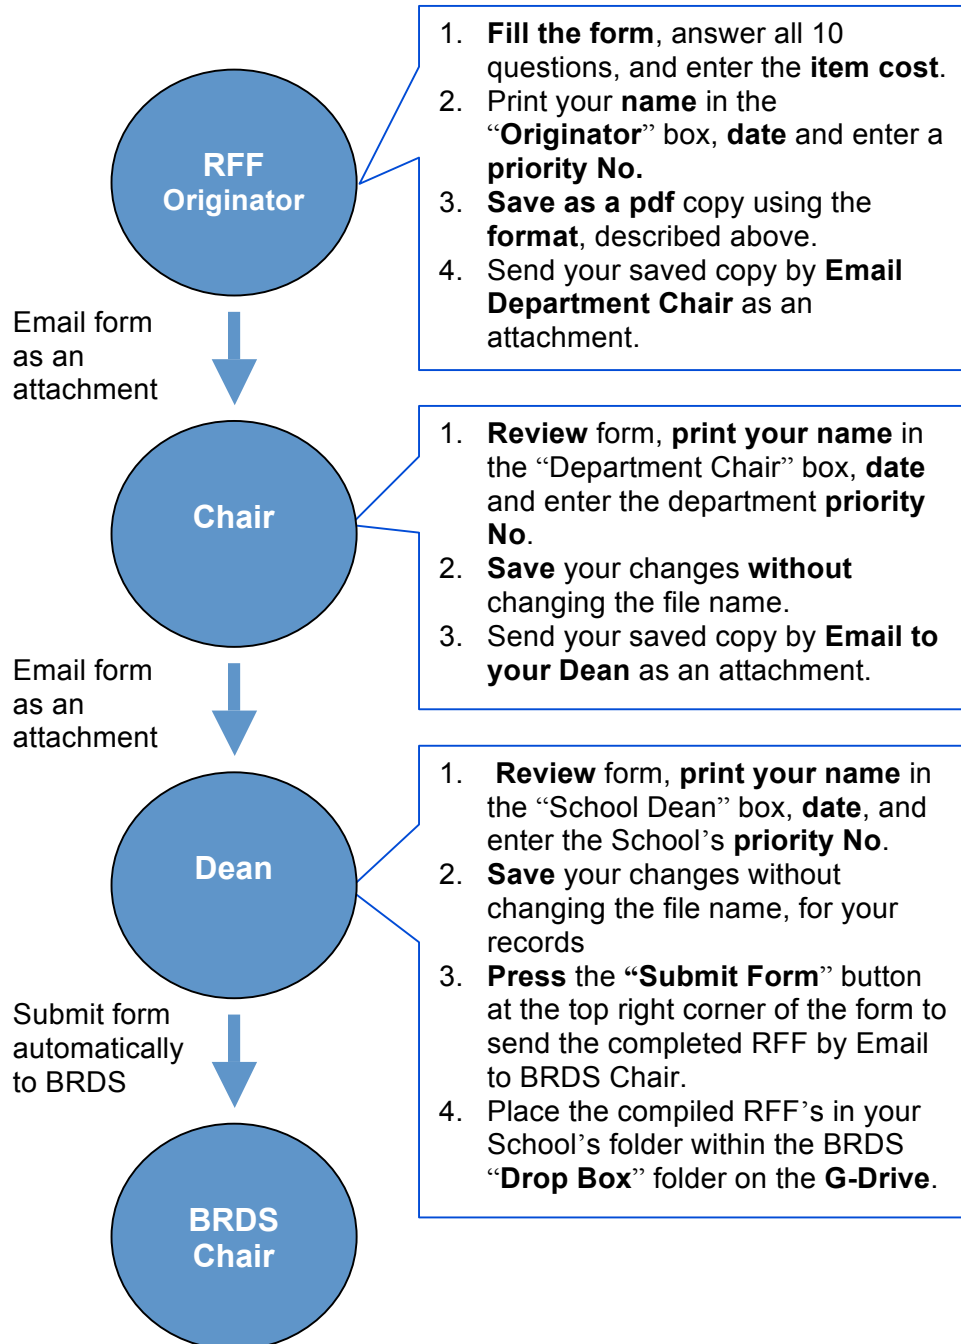 RFF
Originator
1. Fill the form, answer all 10
questions, and enter the item cost.
2. Print your name in the
“Originator” box, date and enter a
priority No.
3. Save as a pdf copy using the
format, described above.
4. Send your saved copy by Email
Department Chair as an
attachment.
Email form
as an
attachment
Chair
1. Review form, print your name in
the “Department Chair” box, date
and enter the department priority
No.
2. Save your changes without
changing the file name.
3. Send your saved copy by Email to
your Dean as an attachment.
Email form
as an
attachment
Dean
1. Review form, print your name in
the “School Dean” box, date, and
enter the School’s priority No.
2. Save your changes without
changing the file name, for your
records
3. Press the “Submit Form” button
at the top right corner of the form to
send the completed RFF by Email
to BRDS Chair.
4. Place the compiled RFF’s in your
School’s folder within the BRDS
“Drop Box” folder on the G-Drive.
Submit form
automatically
to BRDS
BRDS
Chair